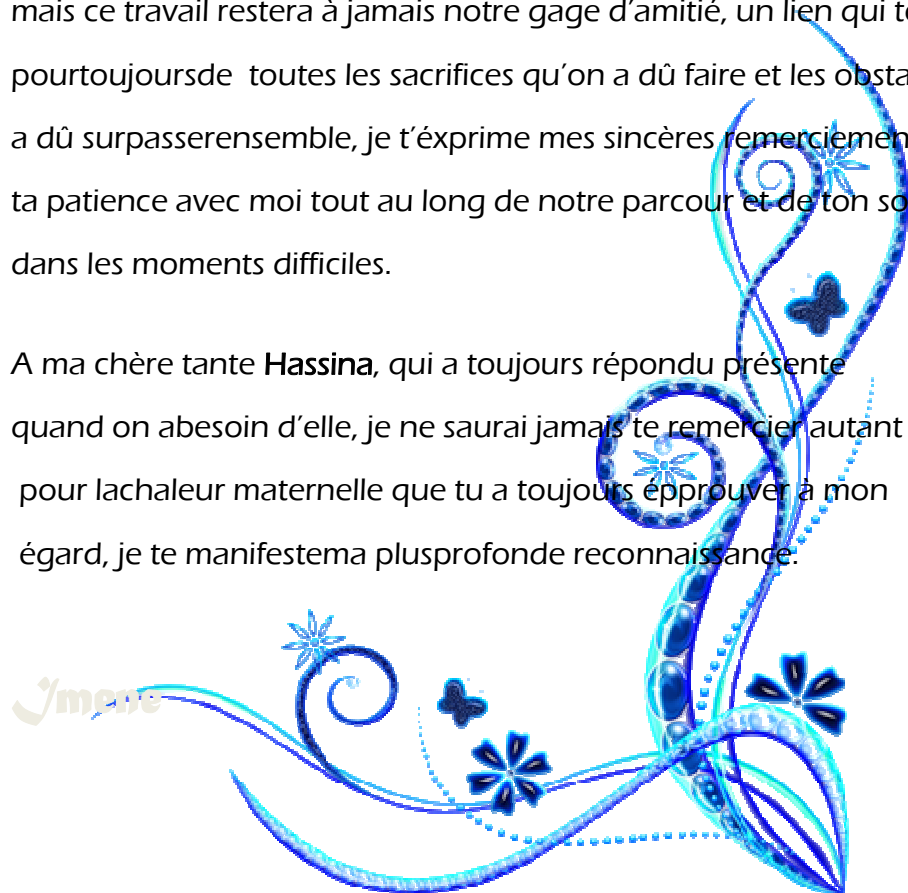 mais ce travail restera à jamais notre gage d'amitié, un lien qui
pourtoujoursde toutes les sacrifices qu'on a dû faire et les
a dû surpasserensemble, je t'éxprime mes sincères
ta patience avec moi tout au long de notre parcour et de ton
dans les moments difficiles.
A ma chère tante Hassina, qui a toujours répondu présente
quand on abesoin d'elle, je ne saurai jamais te remercier autant
pour lachaleur maternelle que tu a toujours épprouver à mon
égard, je te manifestema plusprofonde reconnaissance.